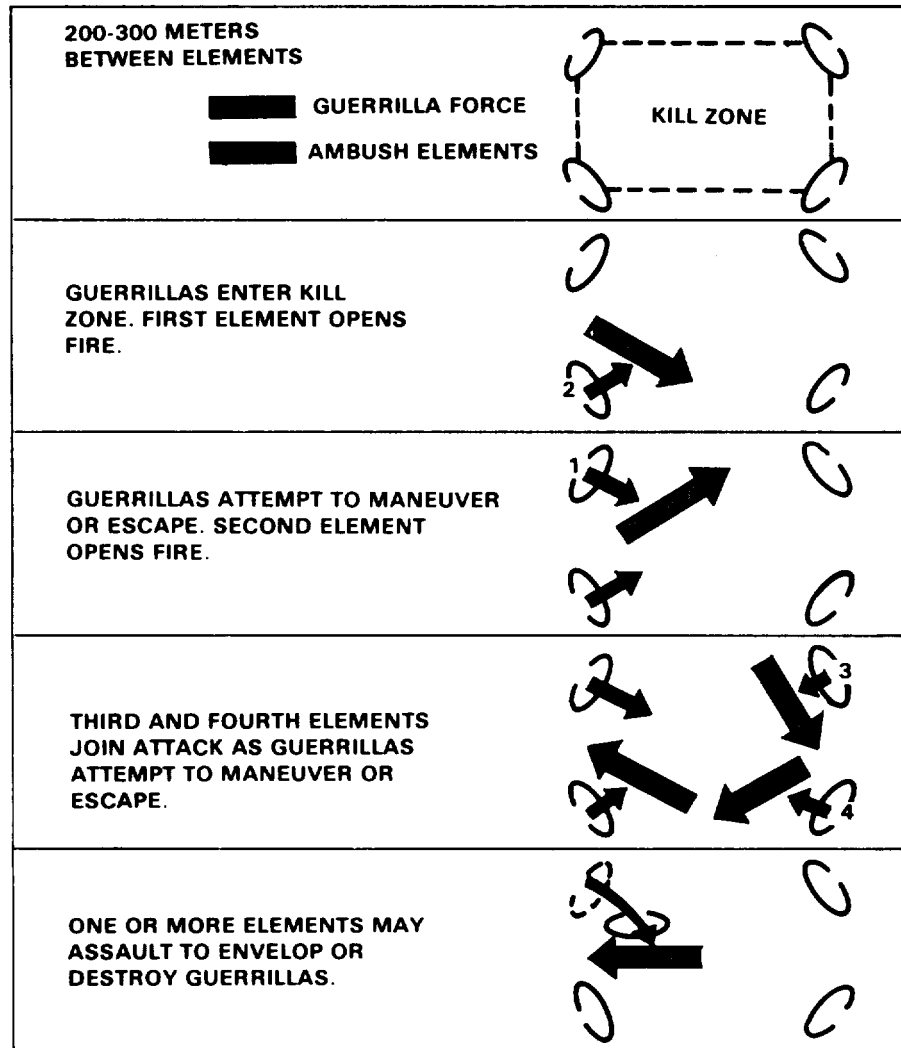 200-300 METERS
BETWEEN ELEMENTS
GUERRILLA FORCE
AMBUSH ELEMENTS
KILL ZONE
GUERRILLAS ENTER KILL
ZONE. FIRST ELEMENT OPENS
FIRE.
2
GUERRILLAS ATTEMPT TO MANEUVER
OR ESCAPE. SECOND ELEMENT
OPENS FIRE.
1
THIRD AND FOURTH ELEMENTS
JOIN ATTACK AS GUERRILLAS
ATTEMPT TO MANEUVER OR
ESCAPE.
3
4
ONE OR MORE ELEMENTS MAY
ASSAULT TO ENVELOP OR
DESTROY GUERRILLAS.